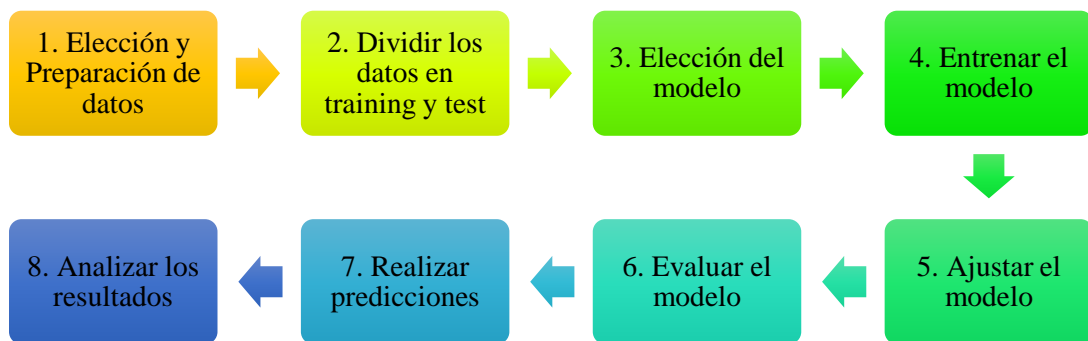 1. Elección y
Preparación de
datos
2. Dividir los
datos en
training y test
3. Elección del
modelo
4. Entrenar el
modelo
5. Ajustar el
modelo
6. Evaluar el
modelo
7. Realizar
predicciones
8. Analizar los
resultados